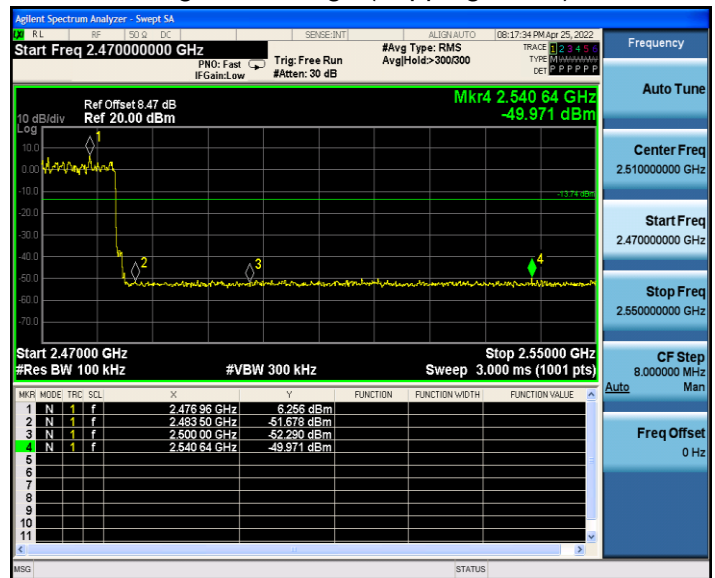 Agilent Spectrum Analyzer - Swept SA
LXI RL RF 50 Ω DC SENSE:INT ALIGN AUTO 08:17:34 PM Apr 25, 2022
Start Freq 2.470000000 GHz
#Avg Type: RMS
TRACE 1 2 3 4 5 6
PNO: Fast Trig: Free Run Avg|Hold:>300/300
TYPE M
IFGain:Low #Atten: 30 dB
DET P P P P P P
Mkr4 2.540 64 GHz
-49.971 dBm
Ref Offset 8.47 dB
10 dB/div Ref 20.00 dBm
Log
1
10.0
0.00
-10.0
-13.74 dBm
-20.0
-30.0
-40.0
2 3 4
-50.0
-60.0
-70.0
Start 2.47000 GHz Stop 2.55000 GHz
#Res BW 100 kHz #VBW 300 kHz Sweep 3.000 ms (1001 pts)
MKR MODE TRC SCL X Y FUNCTION FUNCTION WIDTH FUNCTION VALUE
1 N 1 f 2.476 96 GHz 6.256 dBm
2 N 1 f 2.483 50 GHz -51.678 dBm
3 N 1 f 2.500 00 GHz -52.290 dBm
4 N 1 f 2.540 64 GHz -49.971 dBm
5
6
7
8
9
10
11
MSG STATUS
Frequency
Auto Tune
Center Freq
2.510000000 GHz
Start Freq
2.470000000 GHz
Stop Freq
2.550000000 GHz
CF Step
8.000000 MHz
Auto Man
Freq Offset
0 Hz